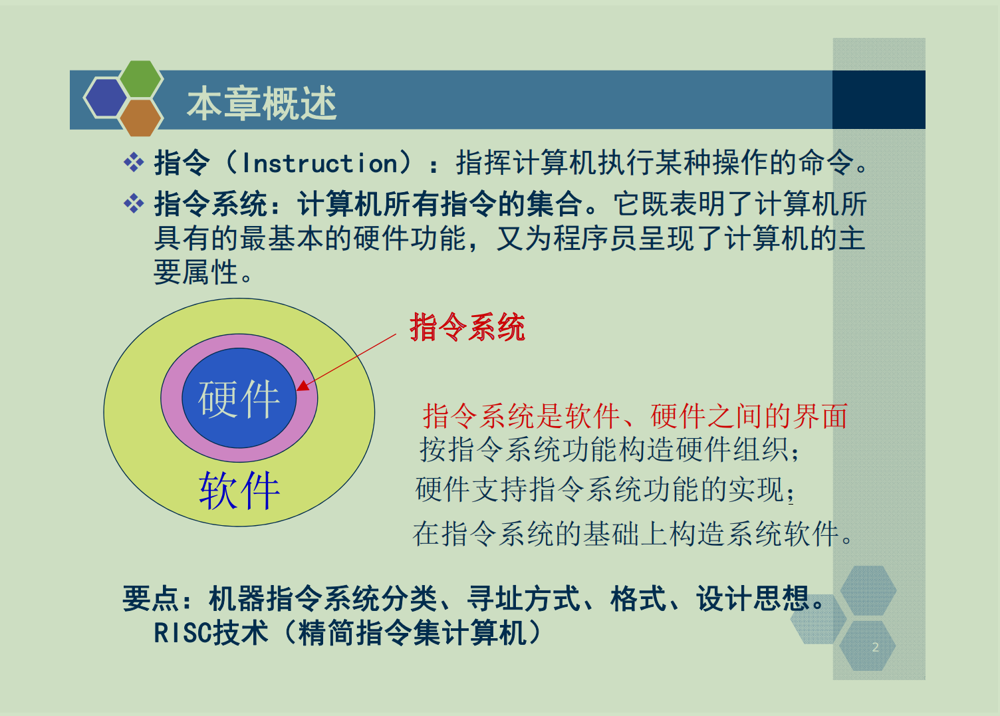 本章概述
指令（Instruction）：指挥计算机执行某种操作的命令。
指令系统：计算机所有指令的集合。它既表明了计算机所
具有的最基本的硬件功能，又为程序员呈现了计算机的主
要属性。
指令系统
硬件
软件
指令系统是软件、硬件之间的界面
按指令系统功能构造硬件组织；
硬件支持指令系统功能的实现；
在指令系统的基础上构造系统软件。
要点：机器指令系统分类、寻址方式、格式、设计思想。
RISC技术（精简指令集计算机）
2